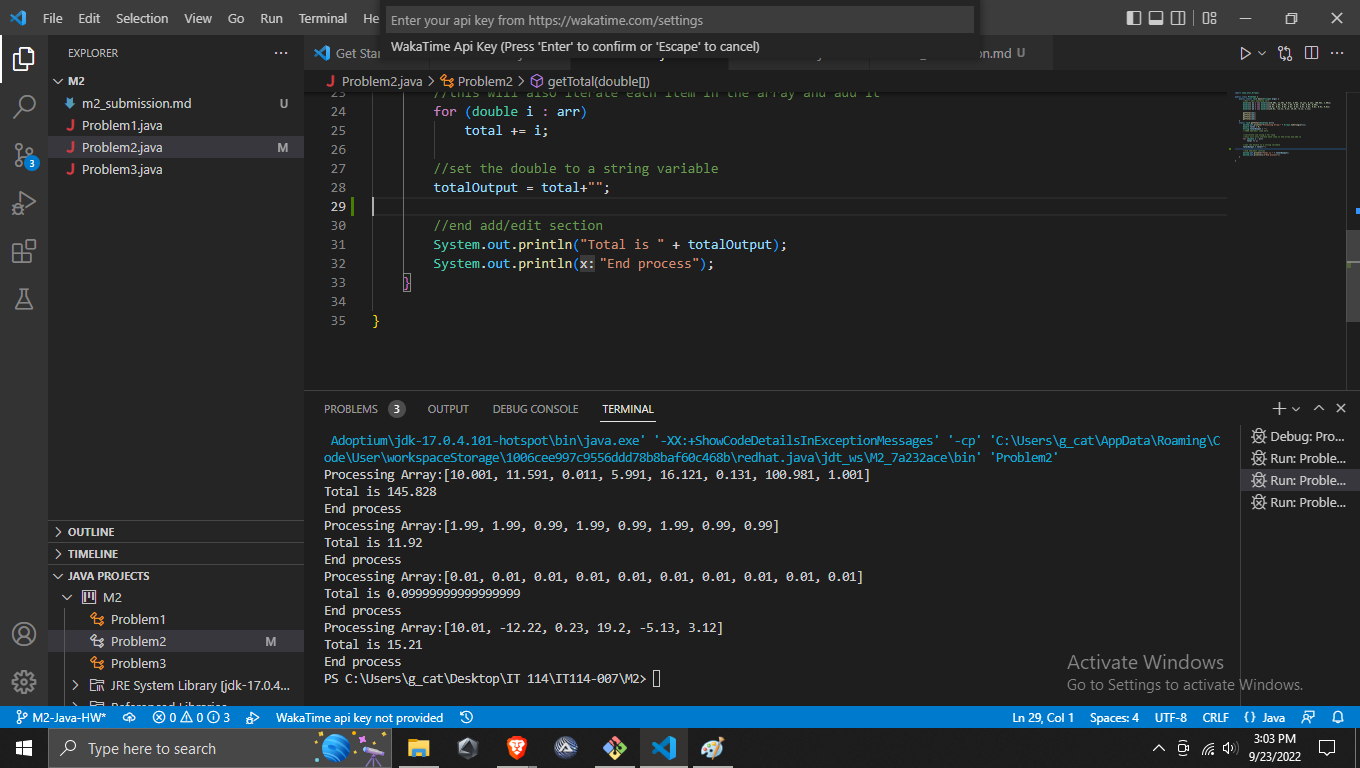 File Edit Selection View Go Run Terminal He
Enter your api key from https://wakatime.com/settings
WakaTime Api Key (Press 'Enter' to confirm or 'Escape' to cancel)
EXPLORER
M2
m2_submission.md U
Problem1.java
Problem2.java M
Problem3.java
OUTLINE
TIMELINE
JAVA PROJECTS
M2
Problem1
Problem2 M
Problem3
JRE System Library [jdk-17.0.4...
Get Sta
on.md U
Problem2.java > Problem2 > getTotal(double[])
23 //this will also iterate each item in the array and add it
24 for (double i : arr)
25 total += i;
26
27 //set the double to a string variable
28 totalOutput = total+"";
29
30 //end add/edit section
31 System.out.println("Total is " + totalOutput);
32 System.out.println(x: "End process");
33 }
34
35 }
PROBLEMS 3 OUTPUT DEBUG CONSOLE TERMINAL
Adoptium\jdk-17.0.4.101-hotspot\bin\java.exe' '-XX:+ShowCodeDetailsInExceptionMessages' '-cp' 'C:\Users\g_cat\AppData\Roaming\C
ode\User\workspaceStorage\1006cee997c9556ddd78b8baf60c468b\redhat.java\jdt_ws\M2_7a232ace\bin' 'Problem2'
Processing Array:[10.001, 11.591, 0.011, 5.991, 16.121, 0.131, 100.981, 1.001]
Total is 145.828
End process
Processing Array:[1.99, 1.99, 0.99, 1.99, 0.99, 1.99, 0.99, 0.99]
Total is 11.92
End process
Processing Array:[0.01, 0.01, 0.01, 0.01, 0.01, 0.01, 0.01, 0.01, 0.01, 0.01]
Total is 0.09999999999999999
End process
Processing Array:[10.01, -12.22, 0.23, 19.2, -5.13, 3.12]
Total is 15.21
End process
PS C:\Users\g_cat\Desktop\IT 114\IT114-007\M2>
Debug: Pro...
Run: Proble...
Run: Proble...
Run: Proble...
Activate Windows
Go to Settings to activate Windows.
M2-Java-HW* 0 0 3 WakaTime api key not provided
Ln 29, Col 1 Spaces: 4 UTF-8 CRLF {} Java
Type here to search
3:03 PM
9/23/2022